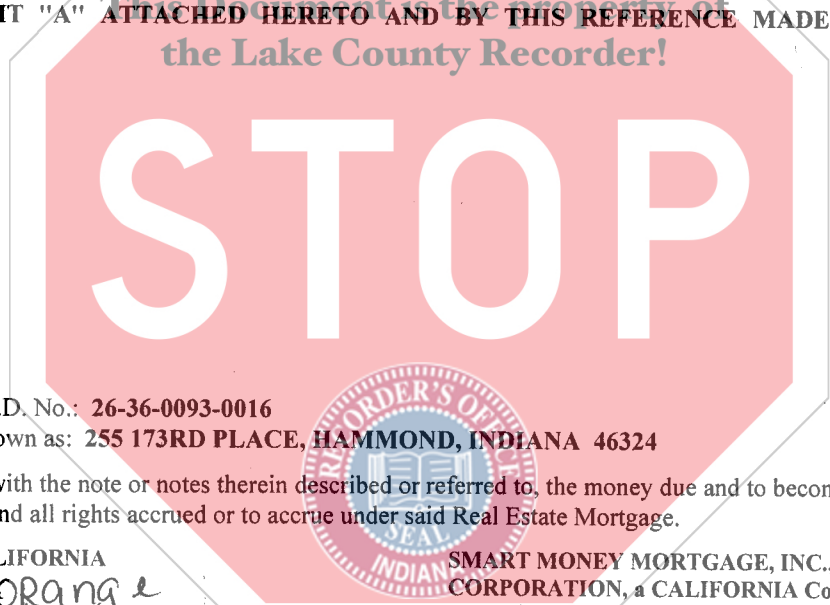 IT "A" ATTACHED HERETO AND BY THIS REFERENCE MADE
This Document is the property of
the Lake County Recorder!
STOP
.D. No.: 26-36-0093-0016
own as: 255 173RD PLACE, HAMMOND, INDIANA 46324
RECORDER'S OFFICE
SEAL
INDIANA
with the note or notes therein described or referred to, the money due and to becom
nd all rights accrued or to accrue under said Real Estate Mortgage.
LIFORNIA
ORange
SMART MONEY MORTGAGE, INC.
CORPORATION, a CALIFORNIA Co